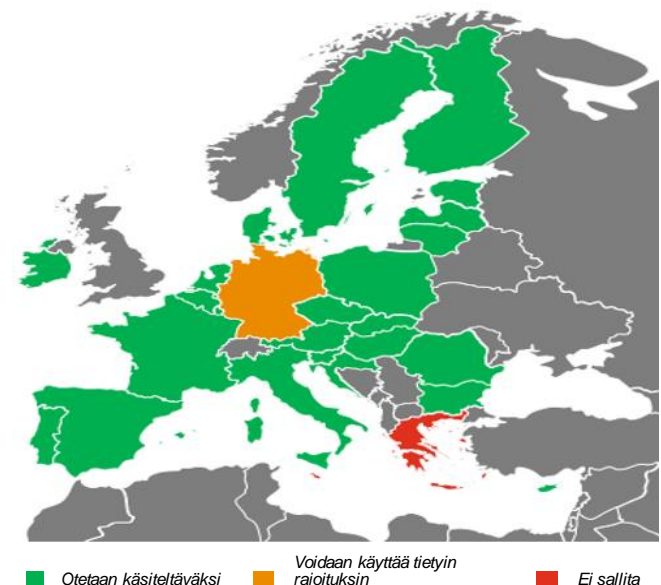 Otetaan käsiteltäväksi
Voidaan käyttää tietyin
rajoituksin
Ei sallita